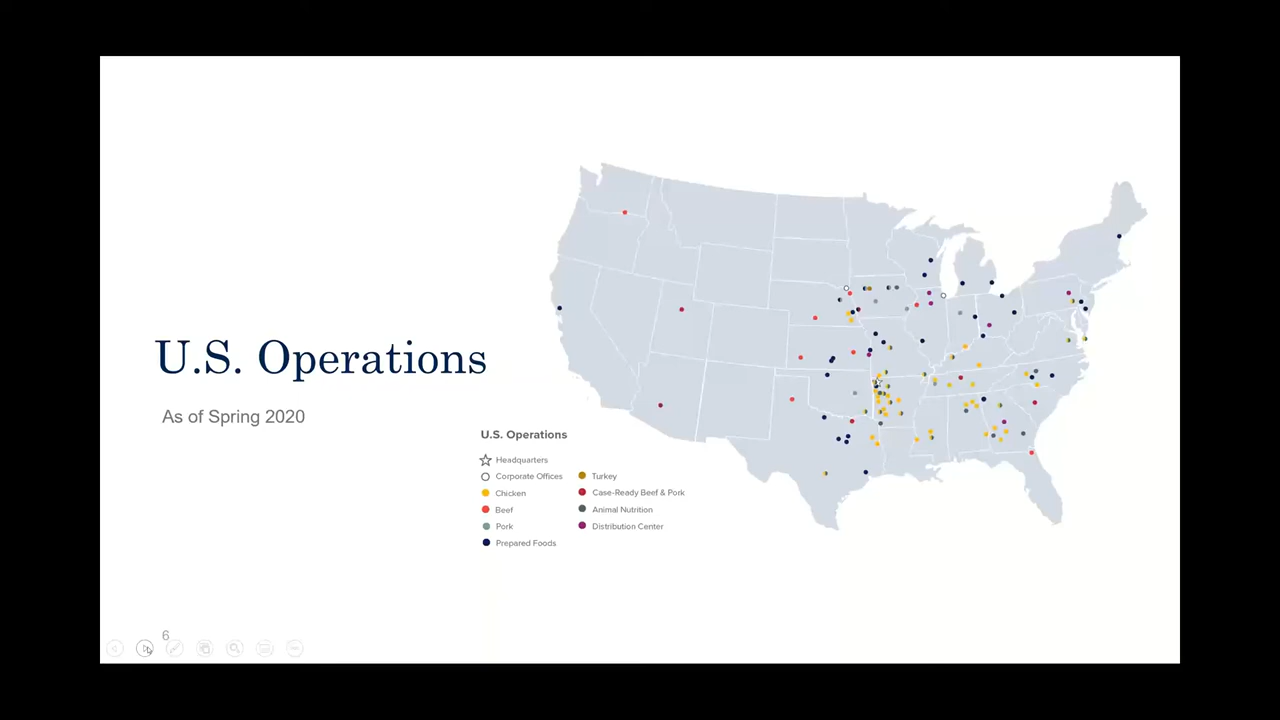 U.S. Operations
As of Spring 2020
U.S. Operations
Headquarters
Corporate Offices
Chicken
Beef
Pork
Prepared Foods
Turkey
Case-Ready Beef & Pork
Animal Nutrition
Distribution Center
6